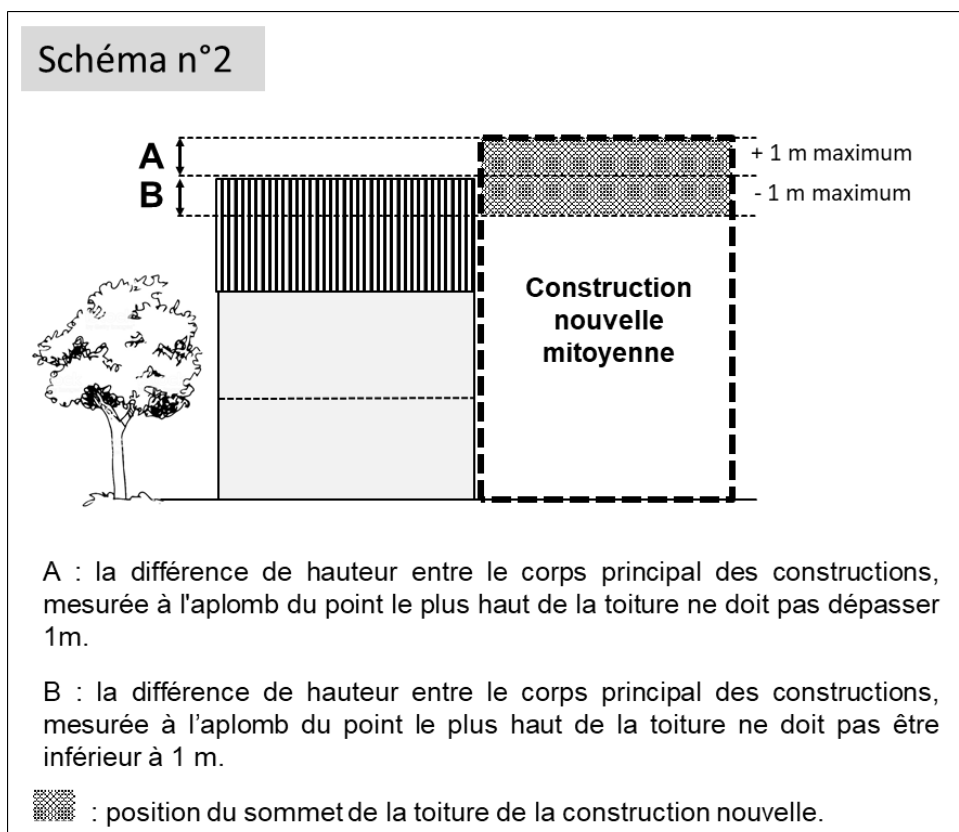 Schéma n°2
A
+ 1 m maximum
B
- 1 m maximum
Construction
nouvelle
mitoyenne
A : la différence de hauteur entre le corps principal des constructions,
mesurée à l'aplomb du point le plus haut de la toiture ne doit pas dépasser
1m.
B : la différence de hauteur entre le corps principal des constructions,
mesurée à l’aplomb du point le plus haut de la toiture ne doit pas être
inférieur à 1 m.
: position du sommet de la toiture de la construction nouvelle.